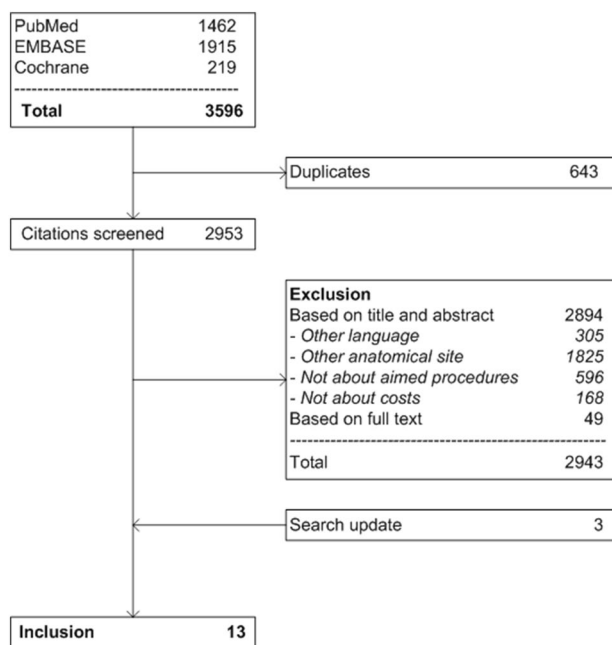 PubMed 1462
EMBASE 1915
Cochrane 219
Total 3596
Duplicates 643
Citations screened 2953
Exclusion
Based on title and abstract 2894
- Other language 305
- Other anatomical site 1825
- Not about aimed procedures 596
- Not about costs 168
Based on full text 49
Total 2943
Search update 3
Inclusion 13